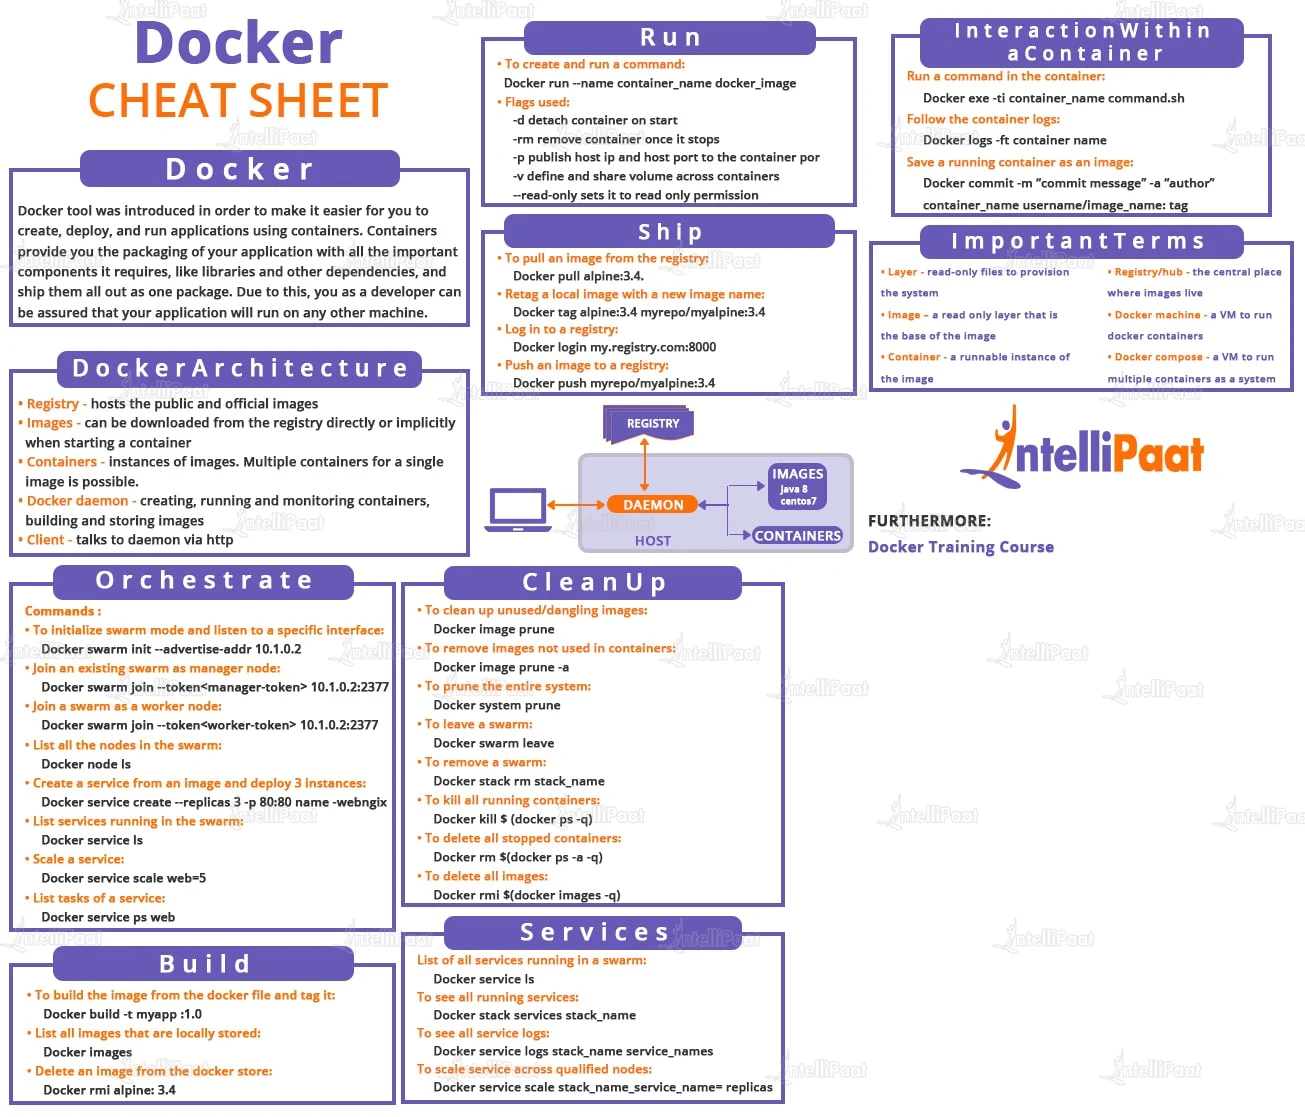 Docker
CHEAT SHEET
Docker
Docker tool was introduced in order to make it easier for you to
create, deploy, and run applications using containers. Containers
provide you the packaging of your application with all the important
components it requires, like libraries and other dependencies, and
ship them all out as one package. Due to this, you as a developer can
be assured that your application will run on any other machine.
DockerArchitecture
• Registry - hosts the public and official images
• Images - can be downloaded from the registry directly or implicitly
when starting a container
• Containers - instances of images. Multiple containers for a single
image is possible.
• Docker daemon - creating, running and monitoring containers,
building and storing images
• Client - talks to daemon via http
Run
• To create and run a command:
Docker run --name container_name docker_image
• Flags used:
-d detach container on start
-rm remove container once it stops
-p publish host ip and host port to the container por
-v define and share volume across containers
--read-only sets it to read only permission
Ship
• To pull an image from the registry:
Docker pull alpine:3.4.
• Retag a local image with a new image name:
Docker tag alpine:3.4 myrepo/myalpine:3.4
• Log in to a registry:
Docker login my.registry.com:8000
• Push an image to a registry:
Docker push myrepo/myalpine:3.4
REGISTRY
DAEMON
IMAGES
Java 8
centos7
CONTAINERS
HOST
InteractionWithin
aContainer
Run a command in the container:
Docker exe -ti container_name command.sh
Follow the container logs:
Docker logs -ft container name
Save a running container as an image:
Docker commit -m “commit message” -a “author”
container_name username/image_name: tag
ImportantTerms
• Layer - read-only files to provision
the system
• Image – a read only layer that is
the base of the image
• Container - a runnable instance of
the image
• Registry/hub - the central place
where images live
• Docker machine - a VM to run
docker containers
• Docker compose - a VM to run
multiple containers as a system
IntelliPaat
FURTHERMORE:
Docker Training Course
Orchestrate
Commands :
• To initialize swarm mode and listen to a specific interface:
Docker swarm init --advertise-addr 10.1.0.2
• Join an existing swarm as manager node:
Docker swarm join --token<manager-token> 10.1.0.2:2377
• Join a swarm as a worker node:
Docker swarm join --token<worker-token> 10.1.0.2:2377
• List all the nodes in the swarm:
Docker node ls
• Create a service from an image and deploy 3 instances:
Docker service create --replicas 3 -p 80:80 name -webngix
• List services running in the swarm:
Docker service ls
• Scale a service:
Docker service scale web=5
• List tasks of a service:
Docker service ps web
Build
• To build the image from the docker file and tag it:
Docker build -t myapp :1.0
• List all images that are locally stored:
Docker images
• Delete an image from the docker store:
Docker rmi alpine: 3.4
CleanUp
• To clean up unused/dangling images:
Docker image prune
• To remove images not used in containers:
Docker image prune -a
• To prune the entire system:
Docker system prune
• To leave a swarm:
Docker swarm leave
• To remove a swarm:
Docker stack rm stack_name
• To kill all running containers:
Docker kill $ (docker ps -q)
• To delete all stopped containers:
Docker rm $(docker ps -a -q)
• To delete all images:
Docker rmi $(docker images -q)
Services
List of all services running in a swarm:
Docker service ls
To see all running services:
Docker stack services stack_name
To see all service logs:
Docker service logs stack_name service_names
To scale service across qualified nodes:
Docker service scale stack_name_service_name= replicas